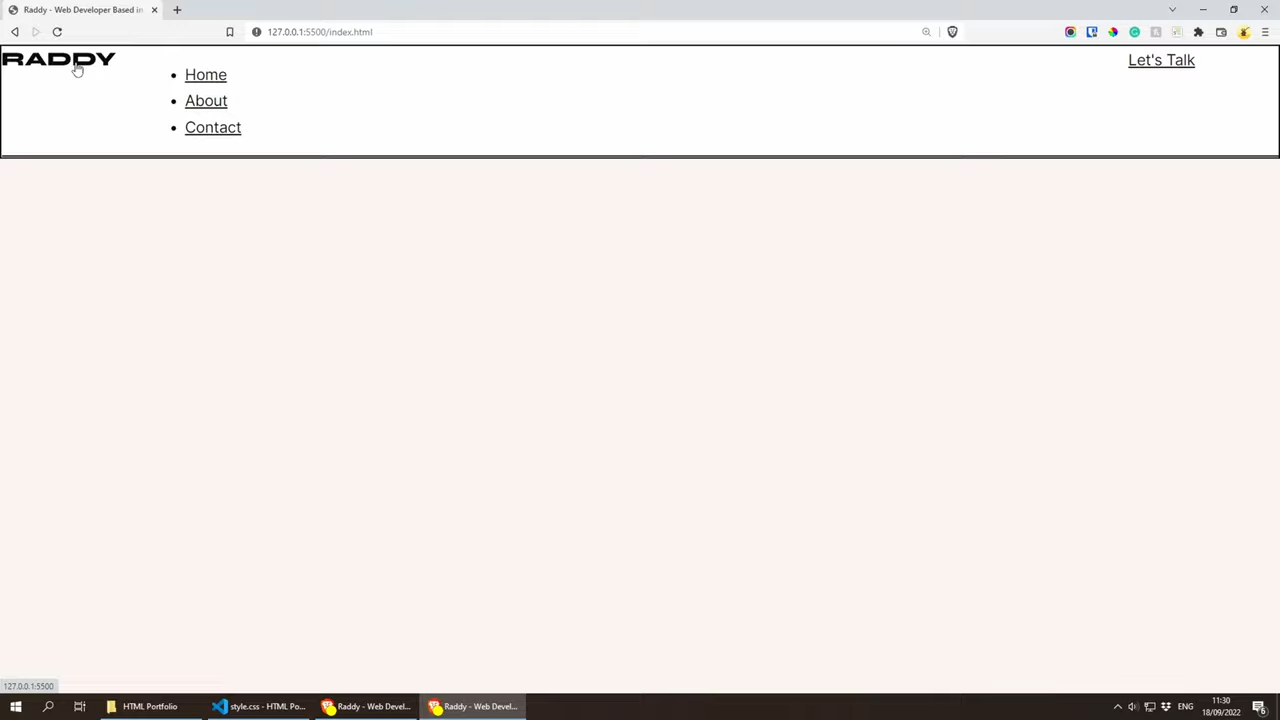 Raddy - Web Developer Based in
127.0.0.1:5500/index.html
RADDY
Home
About
Contact
Let's Talk
127.0.0.1:5500
HTML Portfolio
style.css - HTML Po...
Raddy - Web Devel...
Raddy - Web Devel...
ENG
11:30
18/09/2022
6